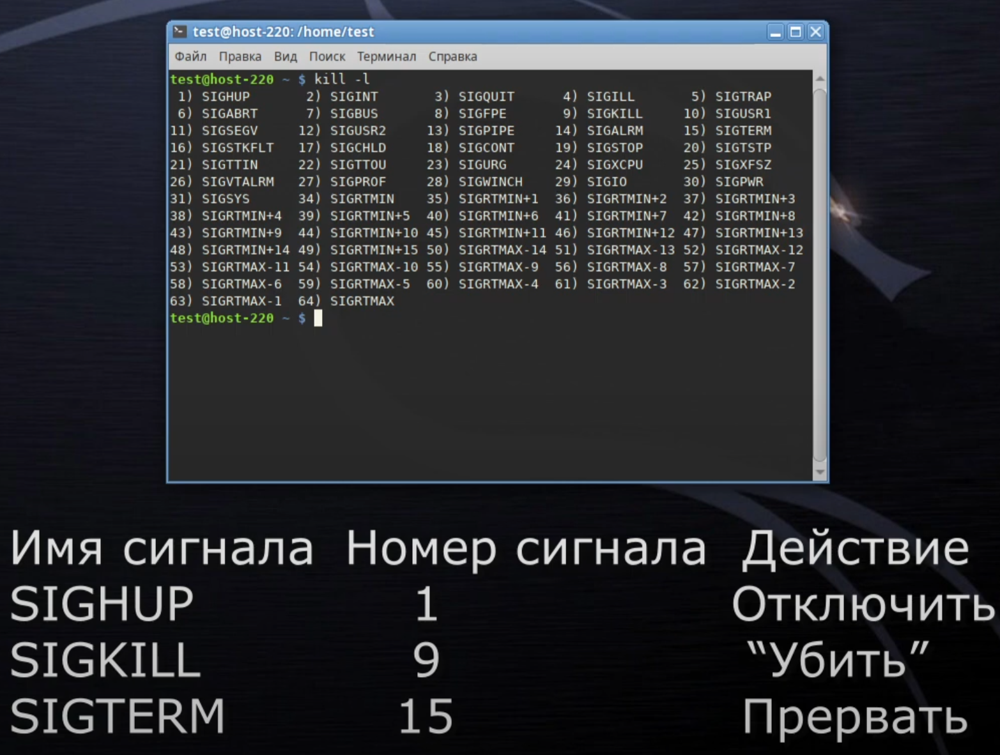 test@host-220: /home/test
Файл Правка Вид Поиск Терминал Справка
test@host-220 ~ $ kill -l
1) SIGHUP 2) SIGINT 3) SIGQUIT 4) SIGILL 5) SIGTRAP
6) SIGABRT 7) SIGBUS 8) SIGFPE 9) SIGKILL 10) SIGUSR1
11) SIGSEGV 12) SIGUSR2 13) SIGPIPE 14) SIGALRM 15) SIGTERM
16) SIGSTKFLT 17) SIGCHLD 18) SIGCONT 19) SIGSTOP 20) SIGTSTP
21) SIGTTIN 22) SIGTTOU 23) SIGURG 24) SIGXCPU 25) SIGXFSZ
26) SIGVTALRM 27) SIGPROF 28) SIGWINCH 29) SIGIO 30) SIGPWR
31) SIGSYS 34) SIGRTMIN 35) SIGRTMIN+1 36) SIGRTMIN+2 37) SIGRTMIN+3
38) SIGRTMIN+4 39) SIGRTMIN+5 40) SIGRTMIN+6 41) SIGRTMIN+7 42) SIGRTMIN+8
43) SIGRTMIN+9 44) SIGRTMIN+10 45) SIGRTMIN+11 46) SIGRTMIN+12 47) SIGRTMIN+13
48) SIGRTMIN+14 49) SIGRTMIN+15 50) SIGRTMAX-14 51) SIGRTMAX-13 52) SIGRTMAX-12
53) SIGRTMAX-11 54) SIGRTMAX-10 55) SIGRTMAX-9 56) SIGRTMAX-8 57) SIGRTMAX-7
58) SIGRTMAX-6 59) SIGRTMAX-5 60) SIGRTMAX-4 61) SIGRTMAX-3 62) SIGRTMAX-2
63) SIGRTMAX-1 64) SIGRTMAX
test@host-220 ~ $
Имя сигнала Номер сигнала Действие
SIGHUP 1 Отключить
SIGKILL 9 “Убить”
SIGTERM 15 Прервать